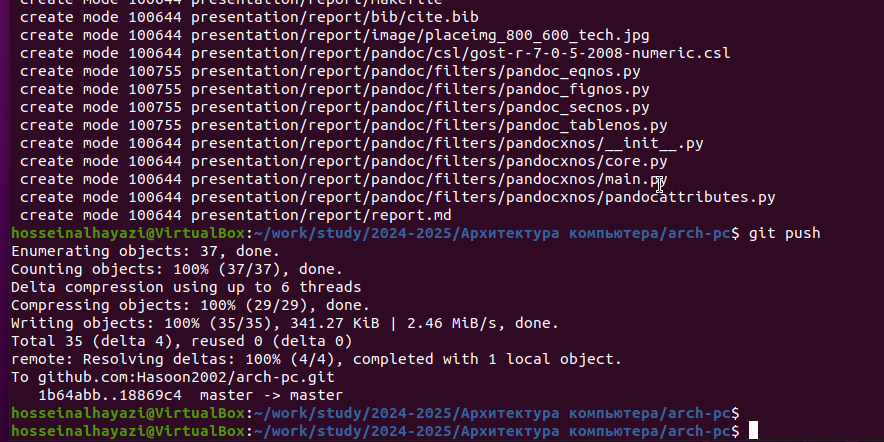 create mode 100644 presentation/report/Makefile
create mode 100644 presentation/report/bib/cite.bib
create mode 100644 presentation/report/image/placeimg_800_600_tech.jpg
create mode 100644 presentation/report/pandoc/csl/gost-r-7-0-5-2008-numeric.csl
create mode 100755 presentation/report/pandoc/filters/pandoc_eqnos.py
create mode 100755 presentation/report/pandoc/filters/pandoc_fignos.py
create mode 100755 presentation/report/pandoc/filters/pandoc_secnos.py
create mode 100755 presentation/report/pandoc/filters/pandoc_tablenos.py
create mode 100644 presentation/report/pandoc/filters/pandocxnos/__init__.py
create mode 100644 presentation/report/pandoc/filters/pandocxnos/core.py
create mode 100644 presentation/report/pandoc/filters/pandocxnos/main.py
create mode 100644 presentation/report/pandoc/filters/pandocxnos/pandocattributes.py
create mode 100644 presentation/report/report.md
hosseinalhayazi@VirtualBox:~/work/study/2024-2025/Архитектура компьютера/arch-pc$ git push
Enumerating objects: 37, done.
Counting objects: 100% (37/37), done.
Delta compression using up to 6 threads
Compressing objects: 100% (29/29), done.
Writing objects: 100% (35/35), 341.27 KiB | 2.46 MiB/s, done.
Total 35 (delta 4), reused 0 (delta 0)
remote: Resolving deltas: 100% (4/4), completed with 1 local object.
To github.com:Hasoon2002/arch-pc.git
1b64abb..18869c4  master -> master
hosseinalhayazi@VirtualBox:~/work/study/2024-2025/Архитектура компьютера/arch-pc$
hosseinalhayazi@VirtualBox:~/work/study/2024-2025/Архитектура компьютера/arch-pc$